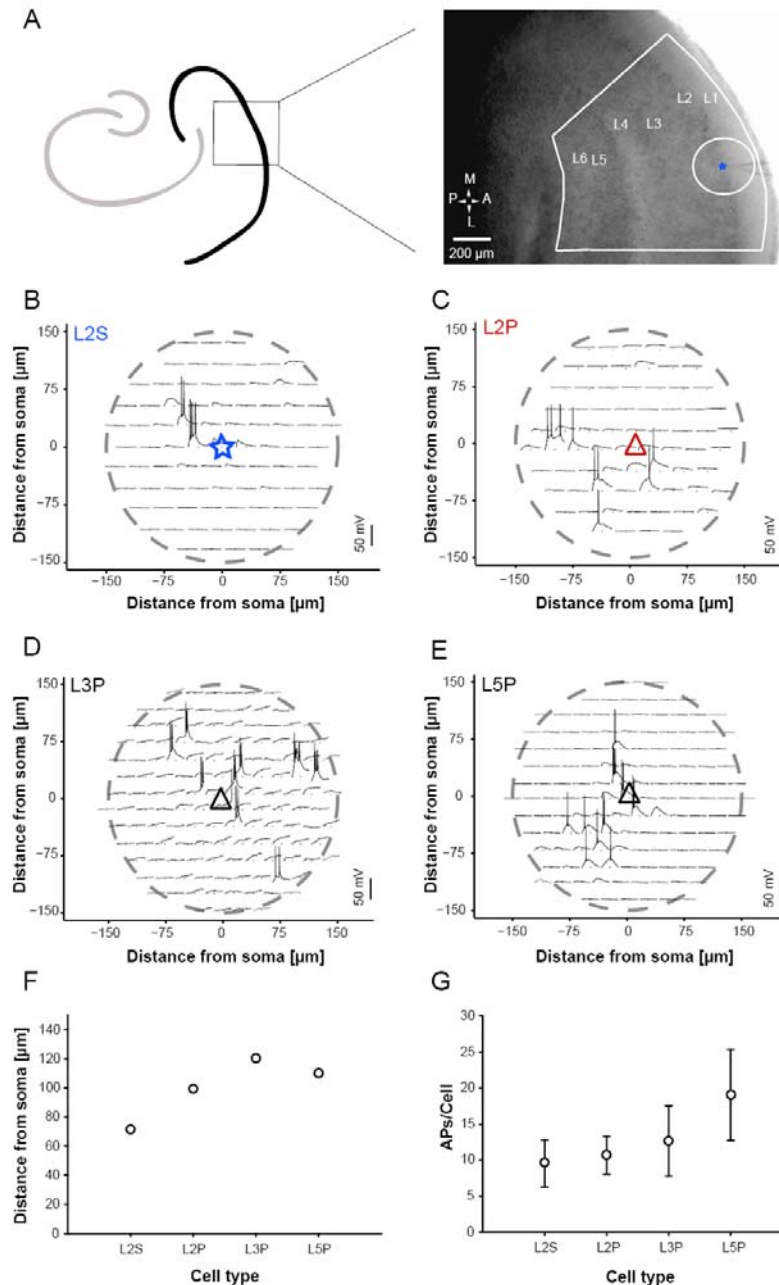 A
L2 L1
L4 L3
L6 L5
M
P A
L
200 µm
B
L2S
Distance from soma [µm]
150
75
0
−75
−150
−150 −75 0 75 150
Distance from soma [µm]
50 mV
C
L2P
Distance from soma [µm]
150
75
0
−75
−150
−150 −75 0 75 150
Distance from soma [µm]
50 mV
D
L3P
Distance from soma [µm]
150
75
0
−75
−150
−150 −75 0 75 150
Distance from soma [µm]
50 mV
E
L5P
Distance from soma [µm]
150
75
0
−75
−150
−150 −75 0 75 150
Distance from soma [µm]
50 mV
F
Distance from soma [µm]
140
120
100
80
60
40
20
0
L2S L2P L3P L5P
Cell type
G
APs/Cell
30
25
20
15
10
5
0
L2S L2P L3P L5P
Cell type